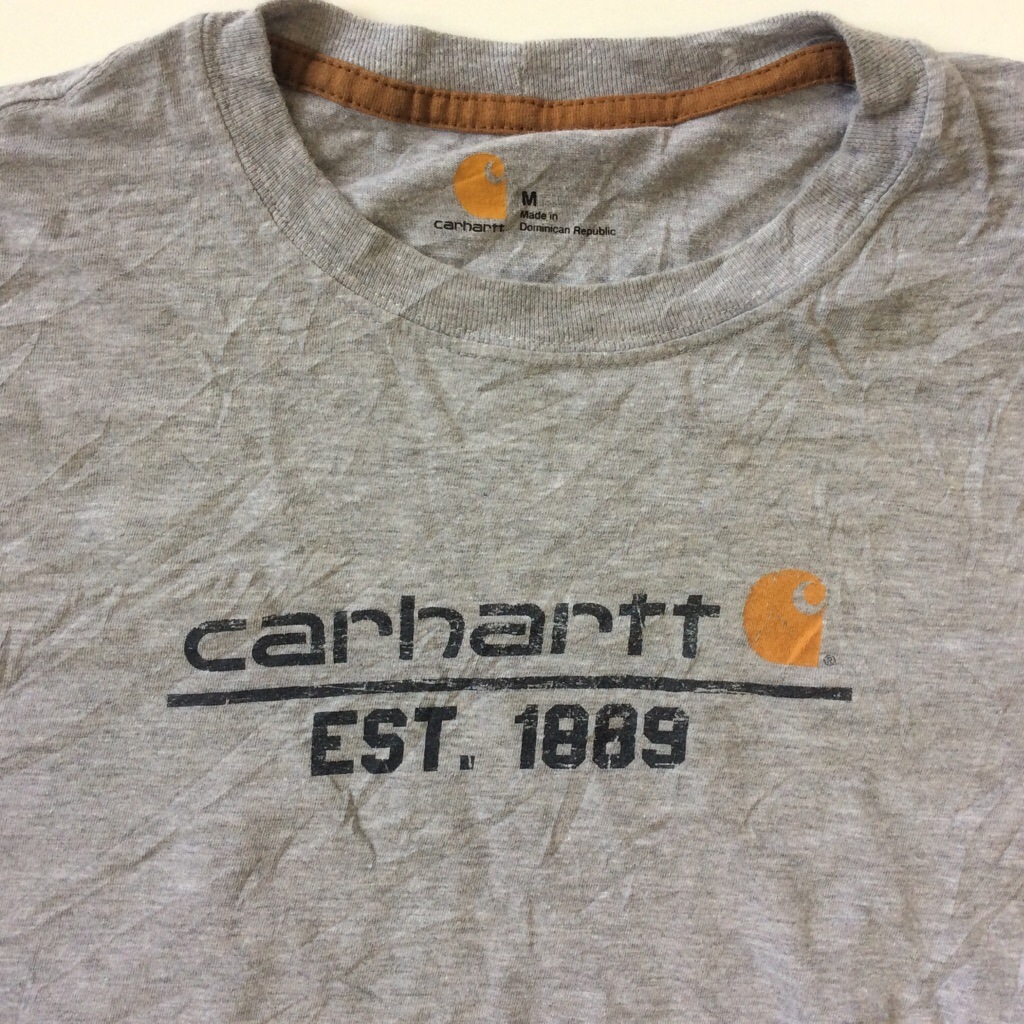 carhartt
M
Made in
Dominican Republic
carhartt ®
EST. 1889